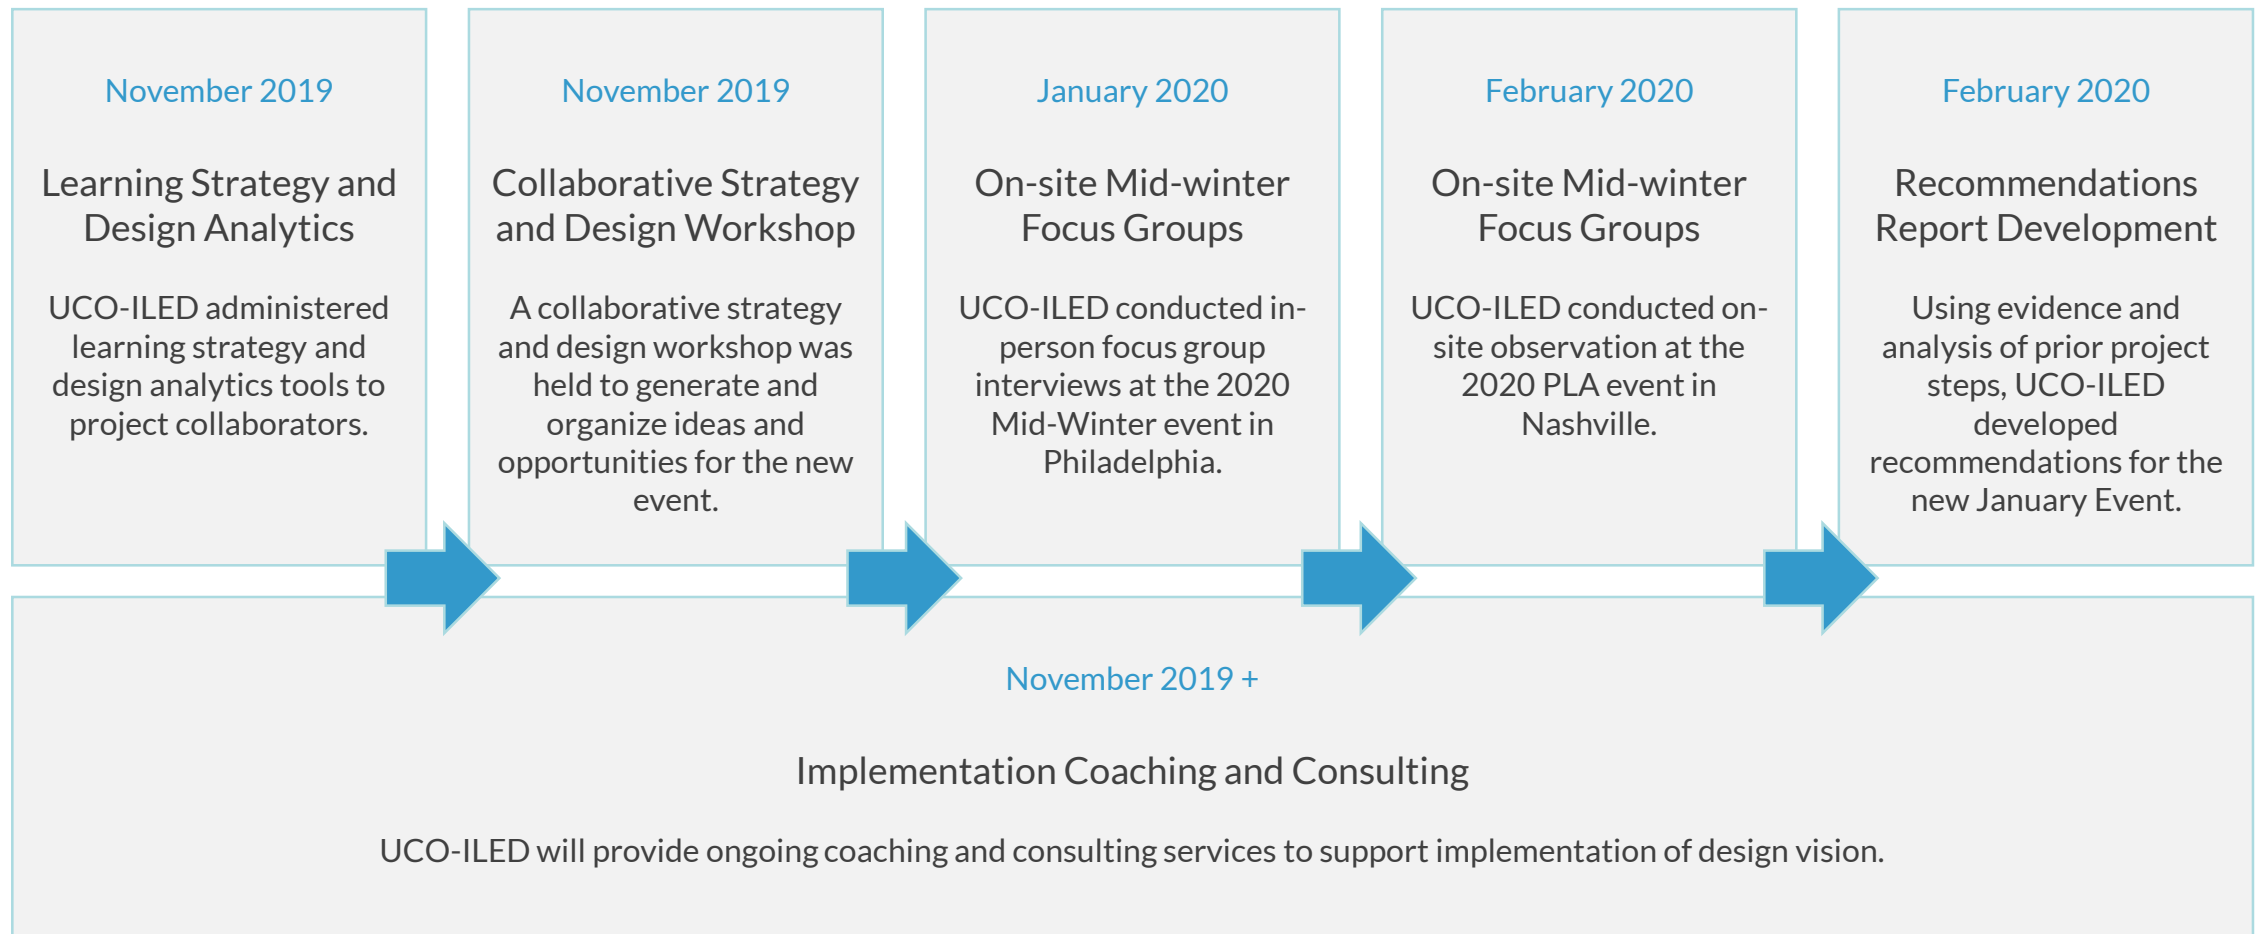 November 2019
Learning Strategy and
Design Analytics
UCO-ILED administered
learning strategy and
design analytics tools to
project collaborators.
November 2019
Collaborative Strategy
and Design Workshop
A collaborative strategy
and design workshop was
held to generate and
organize ideas and
opportunities for the new
event.
January 2020
On-site Mid-winter
Focus Groups
UCO-ILED conducted in-
person focus group
interviews at the 2020
Mid-Winter event in
Philadelphia.
February 2020
On-site Mid-winter
Focus Groups
UCO-ILED conducted on-
site observation at the
2020 PLA event in
Nashville.
February 2020
Recommendations
Report Development
Using evidence and
analysis of prior project
steps, UCO-ILED
developed
recommendations for the
new January Event.
November 2019 +
Implementation Coaching and Consulting
UCO-ILED will provide ongoing coaching and consulting services to support implementation of design vision.